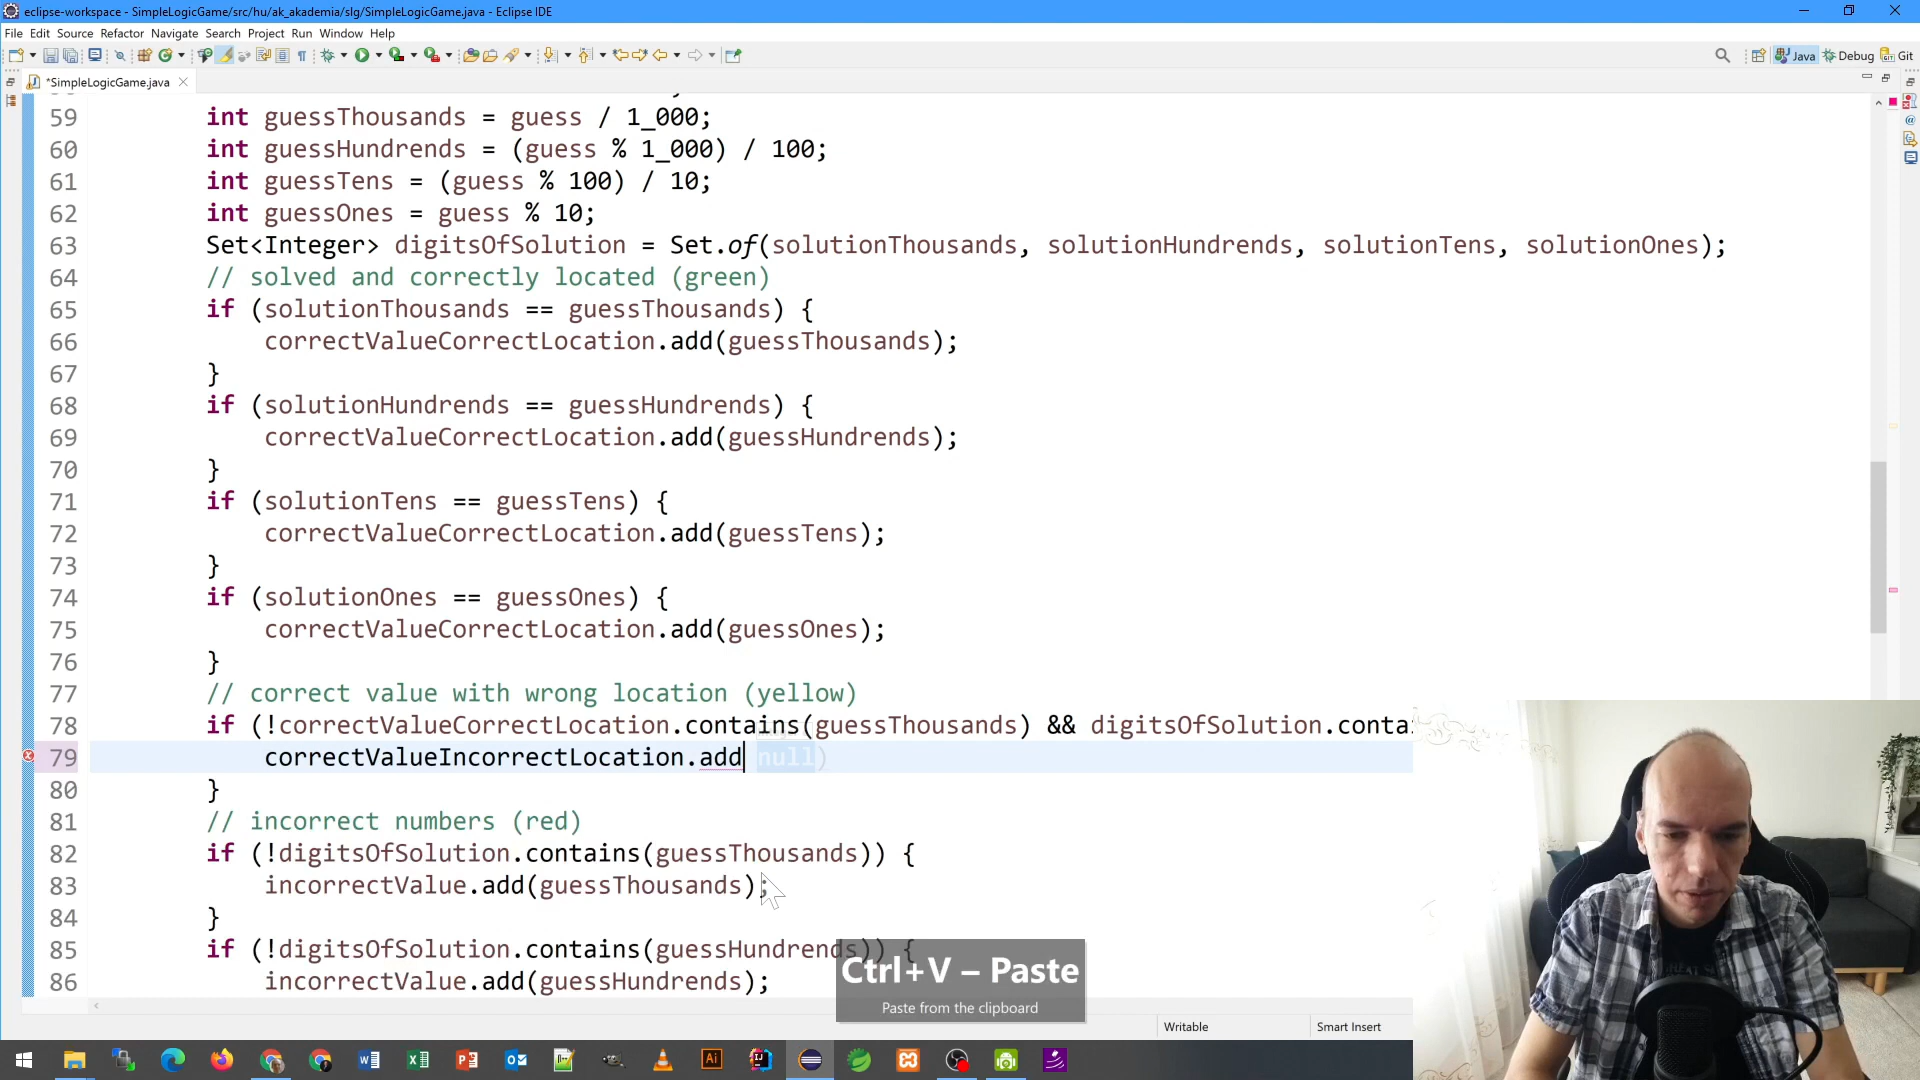 eclipse-workspace - SimpleLogicGame/src/hu/ak_akademia/slg/SimpleLogicGame.java - Eclipse IDE
File Edit Source Refactor Navigate Search Project Run Window Help
Java Debug Git
*SimpleLogicGame.java
59 int guessThousands = guess / 1_000;
60 int guessHundrends = (guess % 1_000) / 100;
61 int guessTens = (guess % 100) / 10;
62 int guessOnes = guess % 10;
63 Set<Integer> digitsOfSolution = Set.of(solutionThousands, solutionHundrends, solutionTens, solutionOnes);
64 // solved and correctly located (green)
65 if (solutionThousands == guessThousands) {
66 correctValueCorrectLocation.add(guessThousands);
67 }
68 if (solutionHundrends == guessHundrends) {
69 correctValueCorrectLocation.add(guessHundrends);
70 }
71 if (solutionTens == guessTens) {
72 correctValueCorrectLocation.add(guessTens);
73 }
74 if (solutionOnes == guessOnes) {
75 correctValueCorrectLocation.add(guessOnes);
76 }
77 // correct value with wrong location (yellow)
78 if (!correctValueCorrectLocation.contains(guessThousands) && digitsOfSolution.conta
79 correctValueIncorrectLocation.add null)
80 }
81 // incorrect numbers (red)
82 if (!digitsOfSolution.contains(guessThousands)) {
83 incorrectValue.add(guessThousands);
84 }
85 if (!digitsOfSolution.contains(guessHundrends)) {
86 incorrectValue.add(guessHundrends);
Ctrl+V – Paste
Paste from the clipboard
Writable Smart Insert